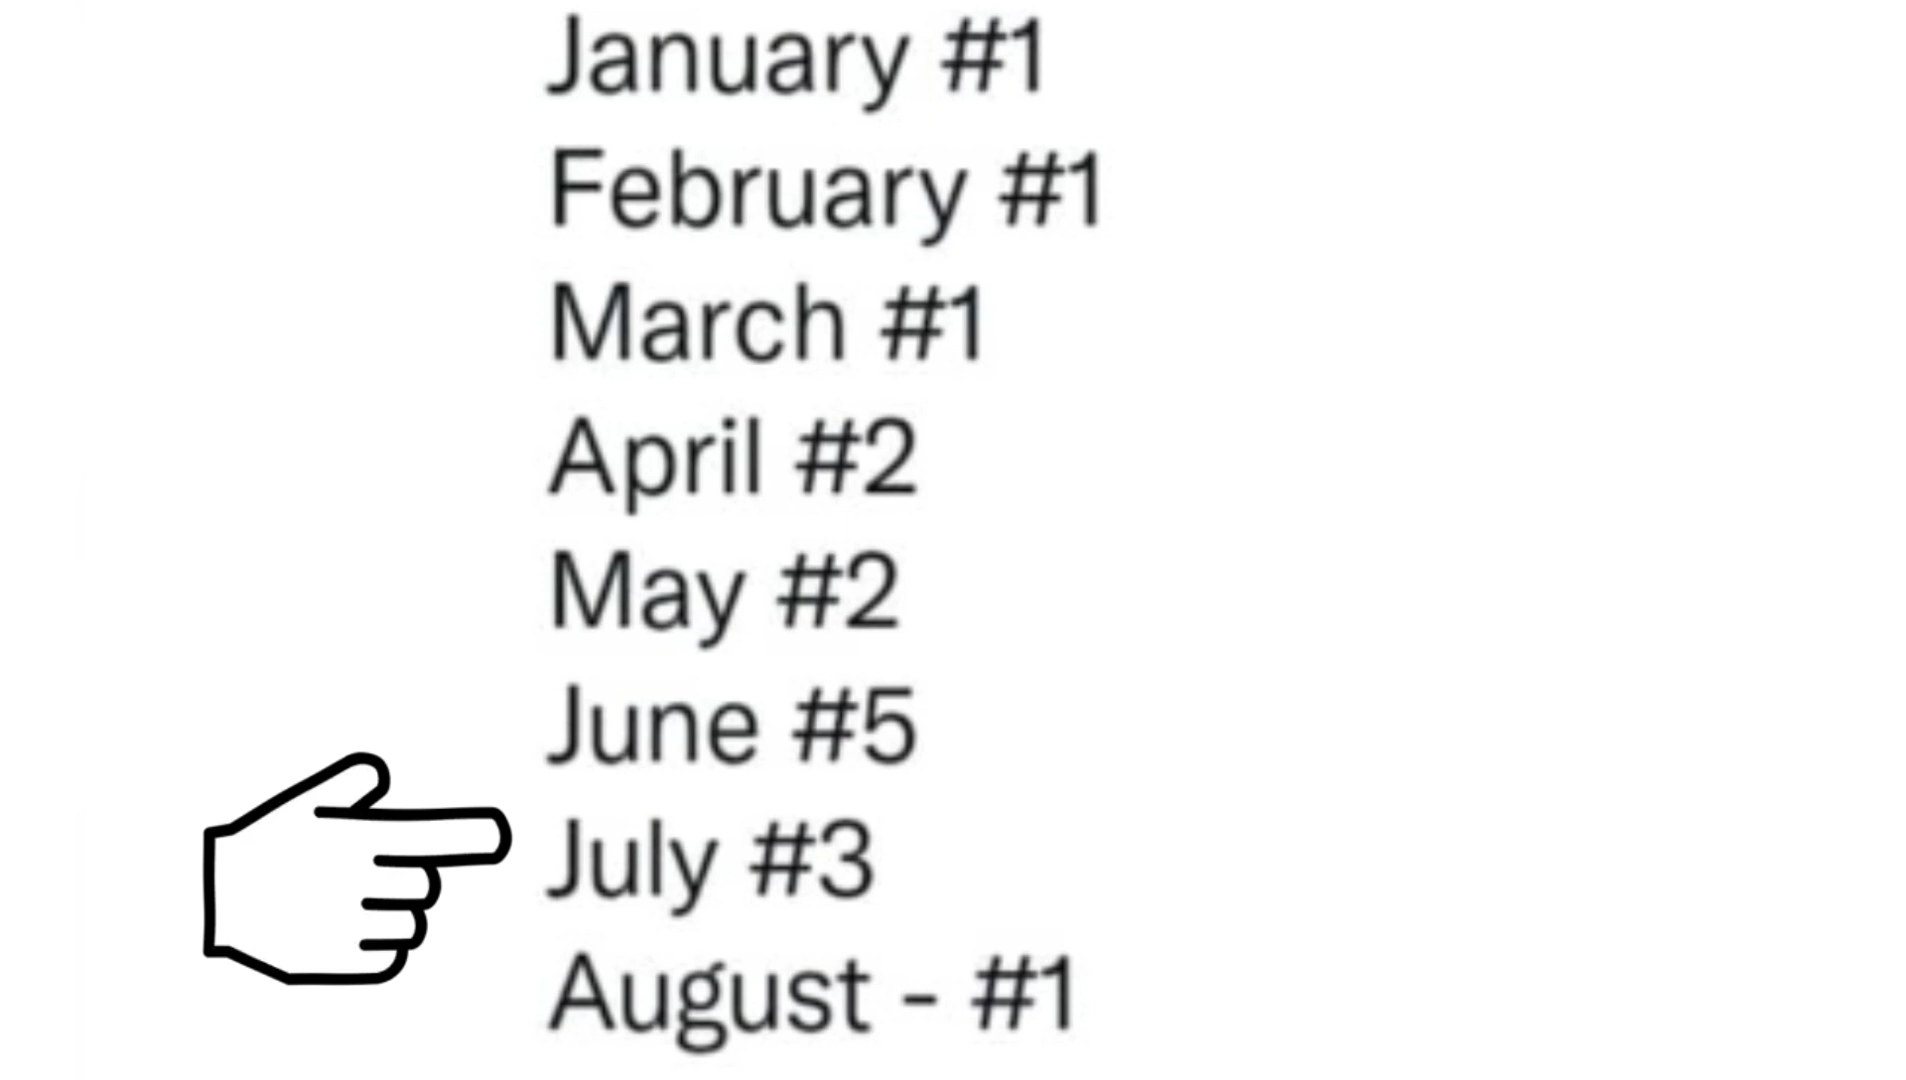 January #1
February #1
March #1
April #2
May #2
June #5
July #3
August - #1